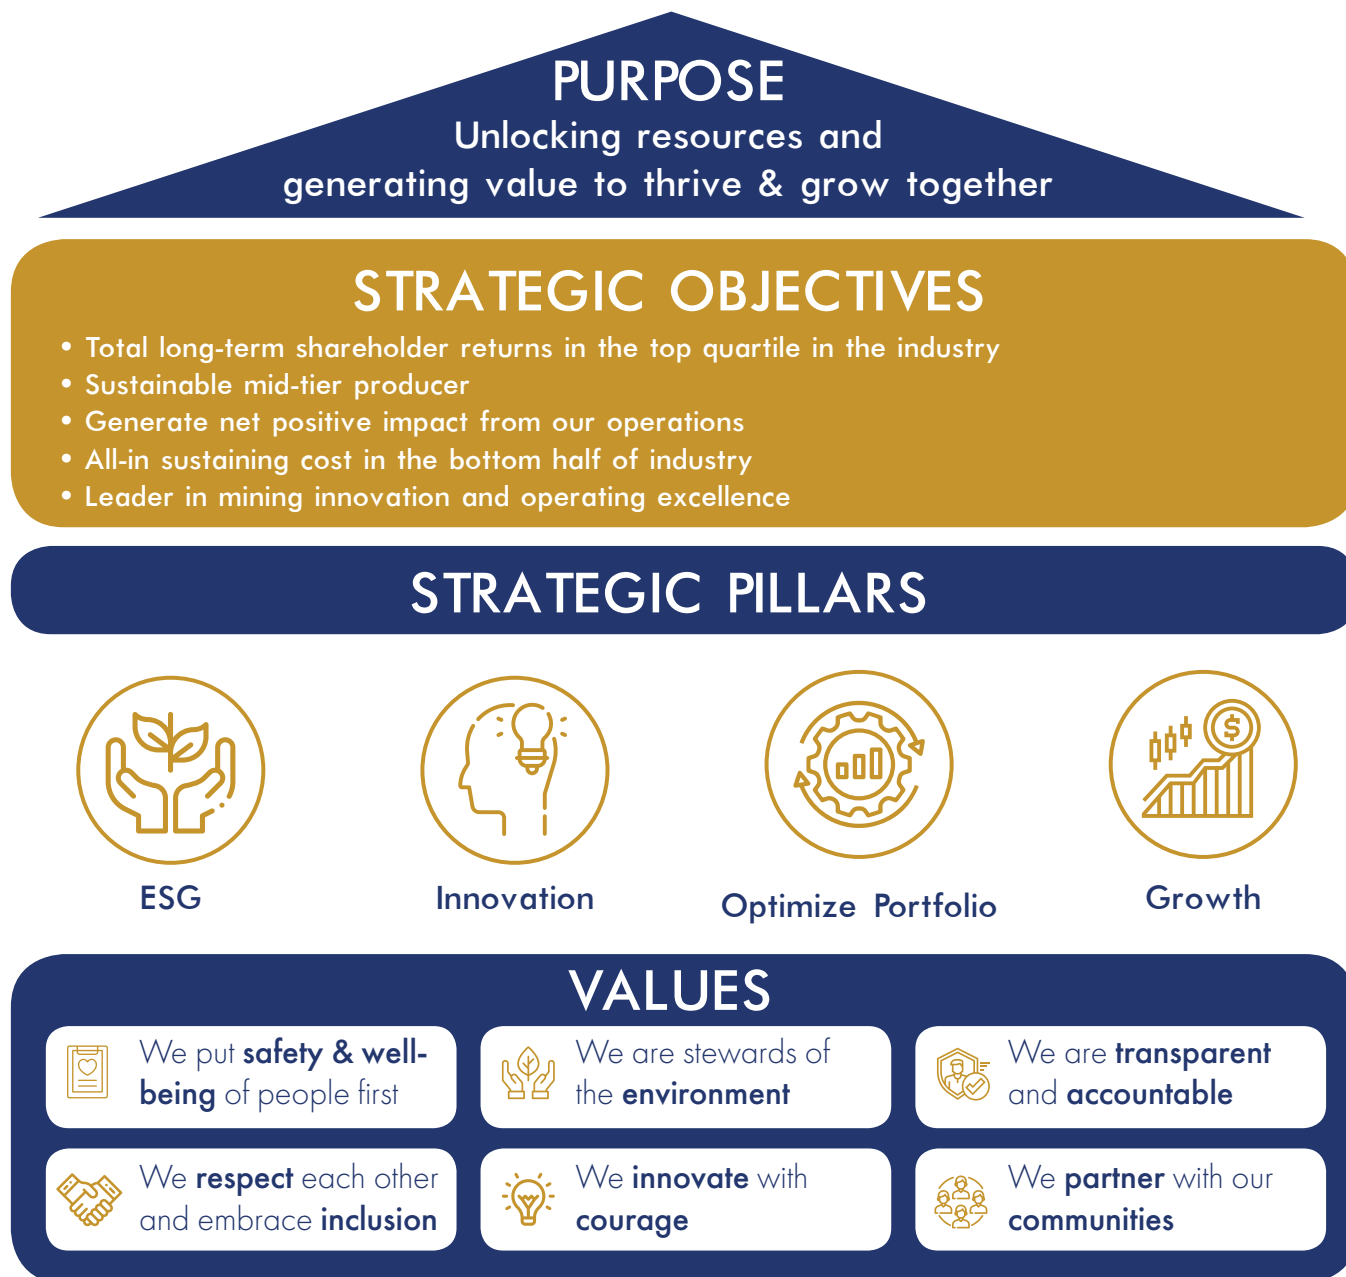 PURPOSE
Unlocking resources and
generating value to thrive & grow together
STRATEGIC OBJECTIVES
• Total long-term shareholder returns in the top quartile in the industry
• Sustainable mid-tier producer
• Generate net positive impact from our operations
• All-in sustaining cost in the bottom half of industry
• Leader in mining innovation and operating excellence
STRATEGIC PILLARS
$
ESG
Innovation
Optimize Portfolio
Growth
VALUES
We put safety & well-
being of people first
We are stewards of
the environment
We are transparent
and accountable
We respect each other
and embrace inclusion
We innovate with
courage
We partner with our
communities